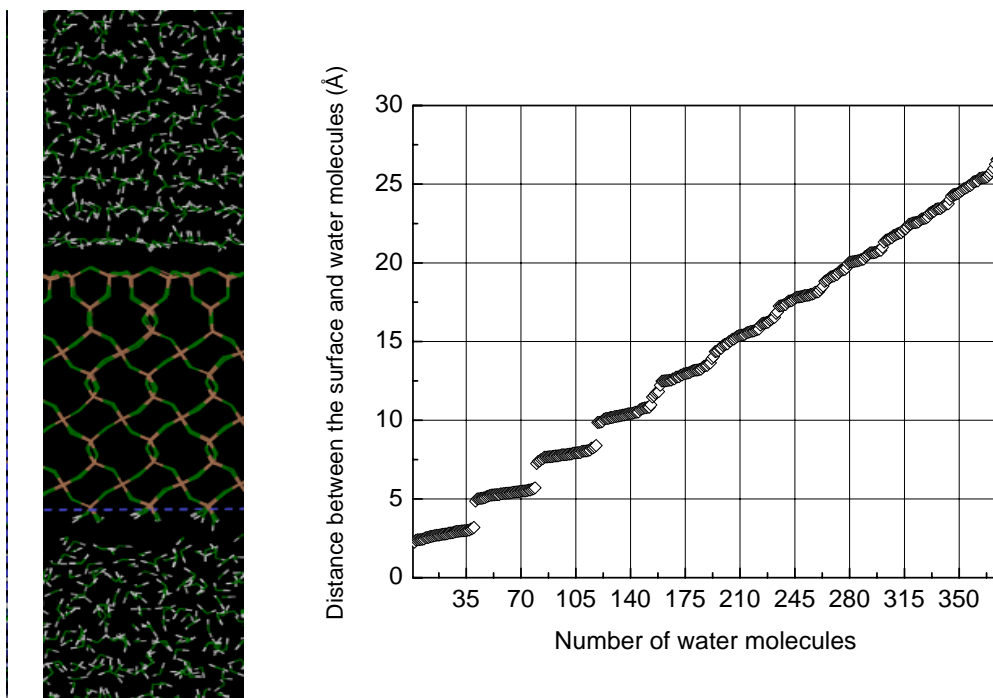 Distance between the surface and water molecules (Å)
30
25
20
15
10
5
0
35 70 105 140 175 210 245 280 315 350
Number of water molecules